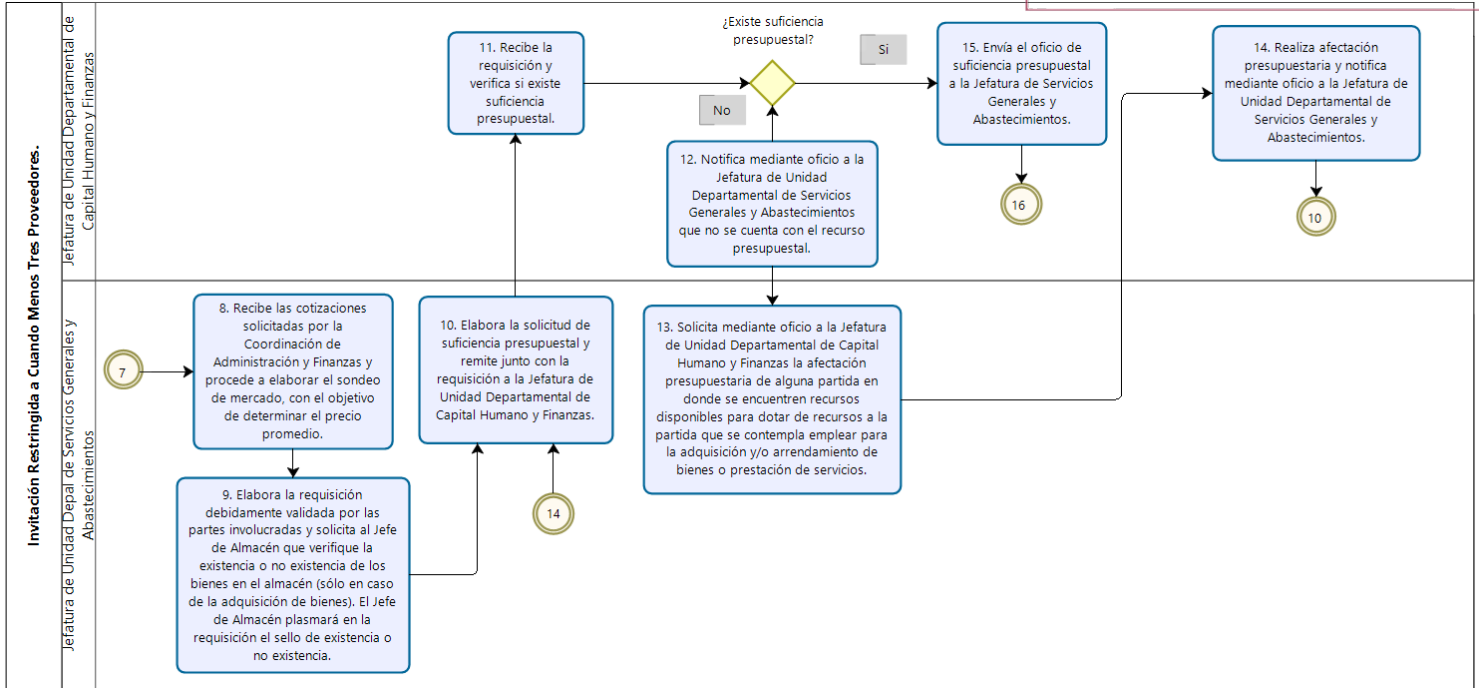 Invitación Restringida a Cuando Menos Tres Proveedores.
Jefatura de Unidad Departamental de
Capital Humano y Finanzas
11. Recibe la
requisición y
verifica si existe
suficiencia
presupuestal.
¿Existe suficiencia
presupuestal?
Si
No
12. Notifica mediante oficio a la
Jefatura de Unidad
Departamental de Servicios
Generales y Abastecimientos
que no se cuenta con el recurso
presupuestal.
15. Envía el oficio de
suficiencia presupuestal
a la Jefatura de Servicios
Generales y
Abastecimientos.
16
14. Realiza afectación
presupuestaria y notifica
mediante oficio a la Jefatura de
Unidad Departamental de
Servicios Generales y
Abastecimientos.
10
Jefatura de Unidad Depal de Servicios Generales y
Abastecimientos
7
8. Recibe las cotizaciones
solicitadas por la
Coordinación de
Administración y Finanzas y
procede a elaborar el sondeo
de mercado, con el objetivo
de determinar el precio
promedio.
9. Elabora la requisición
debidamente validada por las
partes involucradas y solicita al Jefe
de Almacén que verifique la
existencia o no existencia de los
bienes en el almacén (sólo en caso
de la adquisición de bienes). El Jefe
de Almacén plasmará en la
requisición el sello de existencia o
no existencia.
10. Elabora la solicitud de
suficiencia presupuestal y
remite junto con la
requisición a la Jefatura de
Unidad Departamental de
Capital Humano y Finanzas.
14
13. Solicita mediante oficio a la Jefatura
de Unidad Departamental de Capital
Humano y Finanzas la afectación
presupuestaria de alguna partida en
donde se encuentren recursos
disponibles para dotar de recursos a la
partida que se contempla emplear para
la adquisición y/o arrendamiento de
bienes o prestación de servicios.